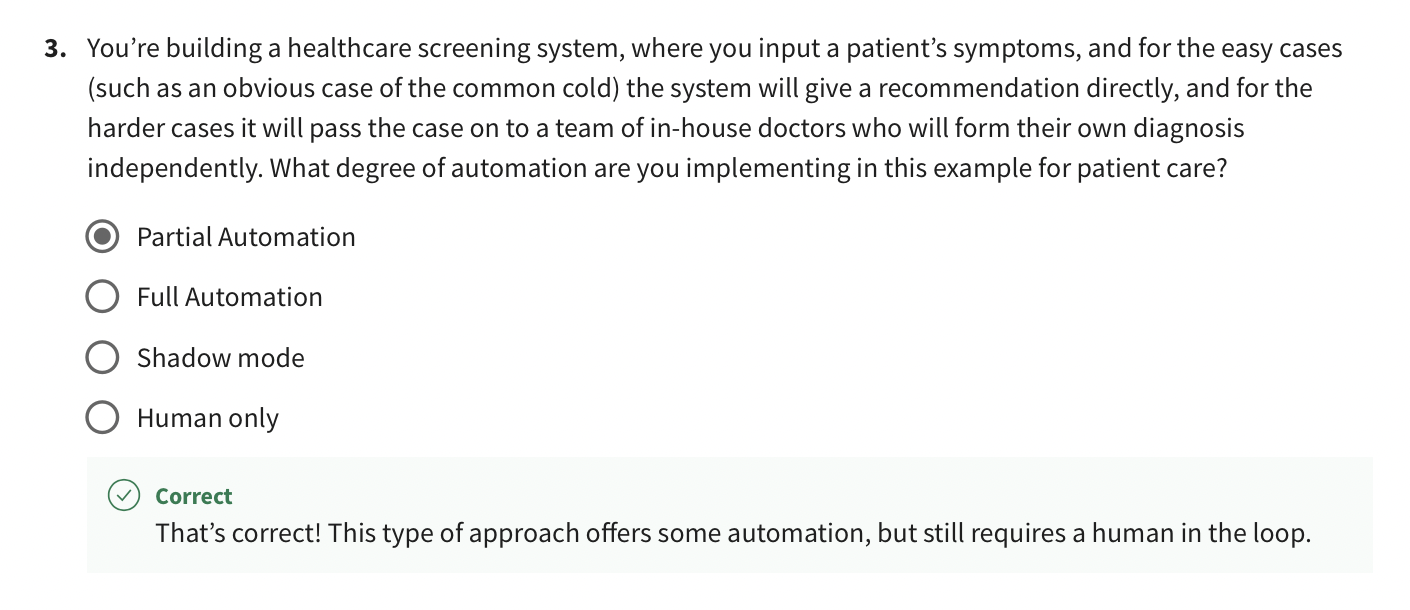 3. You’re building a healthcare screening system, where you input a patient’s symptoms, and for the easy cases
(such as an obvious case of the common cold) the system will give a recommendation directly, and for the
harder cases it will pass the case on to a team of in-house doctors who will form their own diagnosis
independently. What degree of automation are you implementing in this example for patient care?
Partial Automation
Full Automation
Shadow mode
Human only
Correct
That’s correct! This type of approach offers some automation, but still requires a human in the loop.